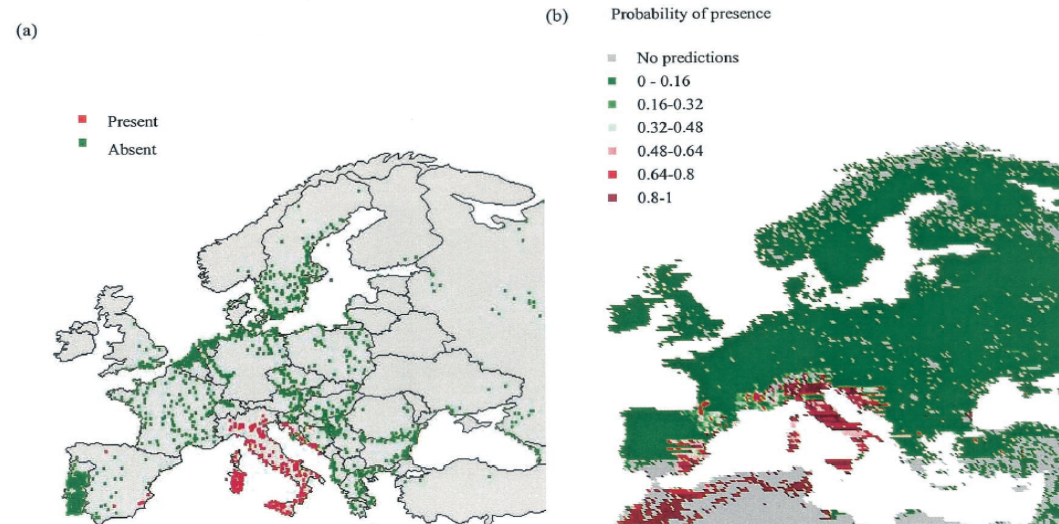 (a)
Present
Absent
(b) Probability of presence
No predictions
0 - 0.16
0.16-0.32
0.32-0.48
0.48-0.64
0.64-0.8
0.8-1